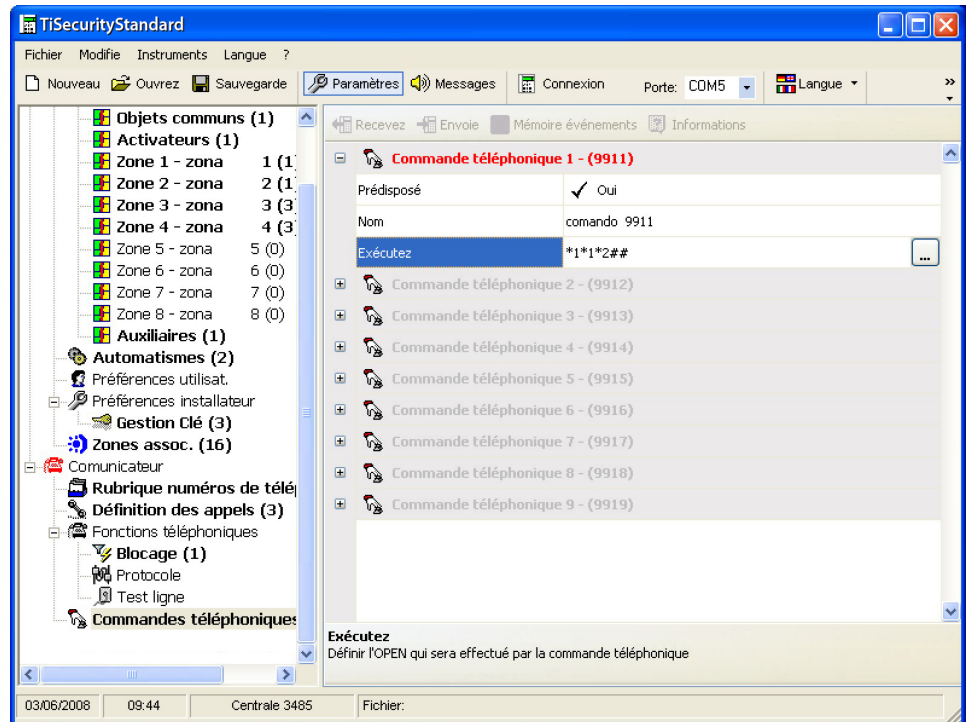 TiSecurityStandard
Fichier Modifie Instruments Langue ?
Nouveau Ouvrez Sauvegarde Paramètres Messages Connexion Porte: COM5 Langue »
Objets communs (1)
Activateurs (1)
Zone 1 - zona 1 (1
Zone 2 - zona 2 (1
Zone 3 - zona 3 (3
Zone 4 - zona 4 (3
Zone 5 - zona 5 (0)
Zone 6 - zona 6 (0)
Zone 7 - zona 7 (0)
Zone 8 - zona 8 (0)
Auxiliaires (1)
Automatismes (2)
Préférences utilisat.
Préférences installateur
Gestion Clé (3)
Zones assoc. (16)
Comunicateur
Rubrique numéros de télé
Définition des appels (3)
Fonctions téléphoniques
Blocage (1)
Protocole
Test ligne
Commandes téléphoniques
Recevez Envoie Mémoire événements Informations
Commande téléphonique 1 - (9911)
Prédisposé Oui
Nom comando 9911
Exécutez *1*1*2## ...
Commande téléphonique 2 - (9912)
Commande téléphonique 3 - (9913)
Commande téléphonique 4 - (9914)
Commande téléphonique 5 - (9915)
Commande téléphonique 6 - (9916)
Commande téléphonique 7 - (9917)
Commande téléphonique 8 - (9918)
Commande téléphonique 9 - (9919)
Exécutez
Définir l'OPEN qui sera effectué par la commande téléphonique
03/06/2008 09:44 Centrale 3485 Fichier: